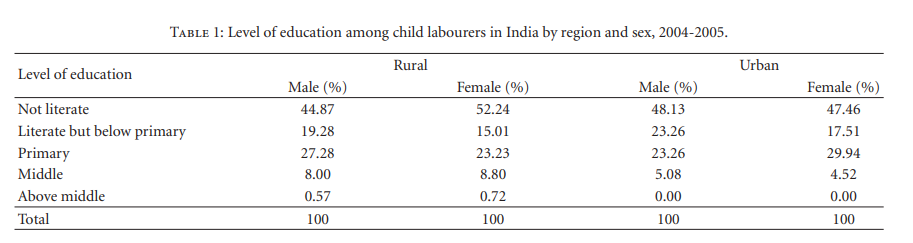 TABLE 1: Level of education among child labourers in India by region and sex, 2004-2005.
Level of education Rural Urban
Male (%) Female (%) Male (%) Female (%)
Not literate 44.87 52.24 48.13 47.46
Literate but below primary 19.28 15.01 23.26 17.51
Primary 27.28 23.23 23.26 29.94
Middle 8.00 8.80 5.08 4.52
Above middle 0.57 0.72 0.00 0.00
Total 100 100 100 100